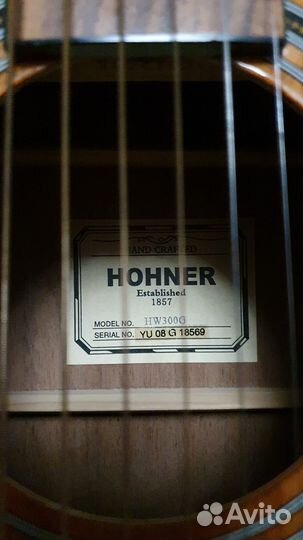 HAND CRAFTED
HOHNER
Established
1857
MODEL NO. HW300G
SERIAL NO. YU 08 G 18569
Avito